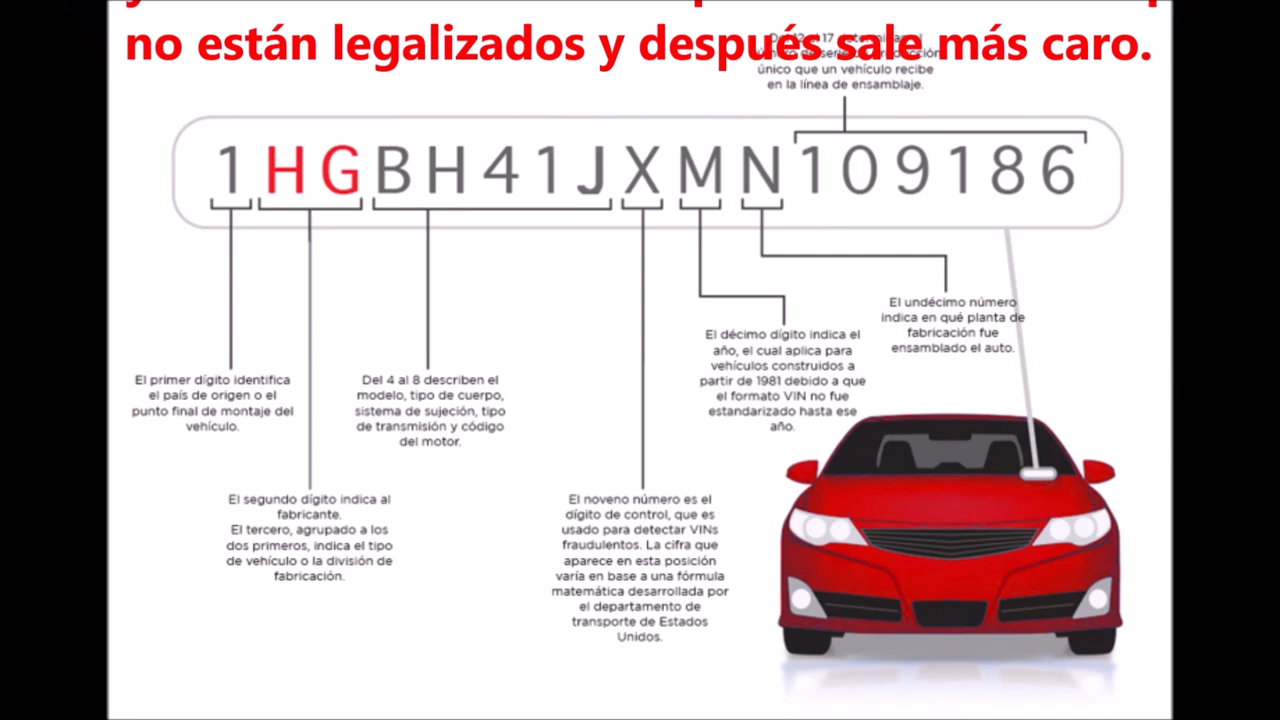 no están legalizados y después sale más caro.
único que un vehículo recibe
en la línea de ensamblaje.
1HGBH41JXMN109186
El primer dígito identifica
el país de origen o el
punto final de montaje del
vehículo.
Del 4 al 8 describen el
modelo, tipo de cuerpo,
sistema de sujeción, tipo
de transmisión y código
del motor.
El segundo dígito indica al
fabricante.
El tercero, agrupado a los
dos primeros, indica el tipo
de vehículo o la división de
fabricación.
El noveno número es el
dígito de control, que es
usado para detectar VINs
fraudulentos. La cifra que
aparece en esta posición
varía en base a una fórmula
matemática desarrollada por
el departamento de
transporte de Estados
Unidos.
El décimo dígito indica el
año, el cual aplica para
vehículos construidos a
partir de 1981 debido a que
el formato VIN no fue
estandarizado hasta ese
año.
El undécimo número
indica en qué planta de
fabricación fue
ensamblado el auto.